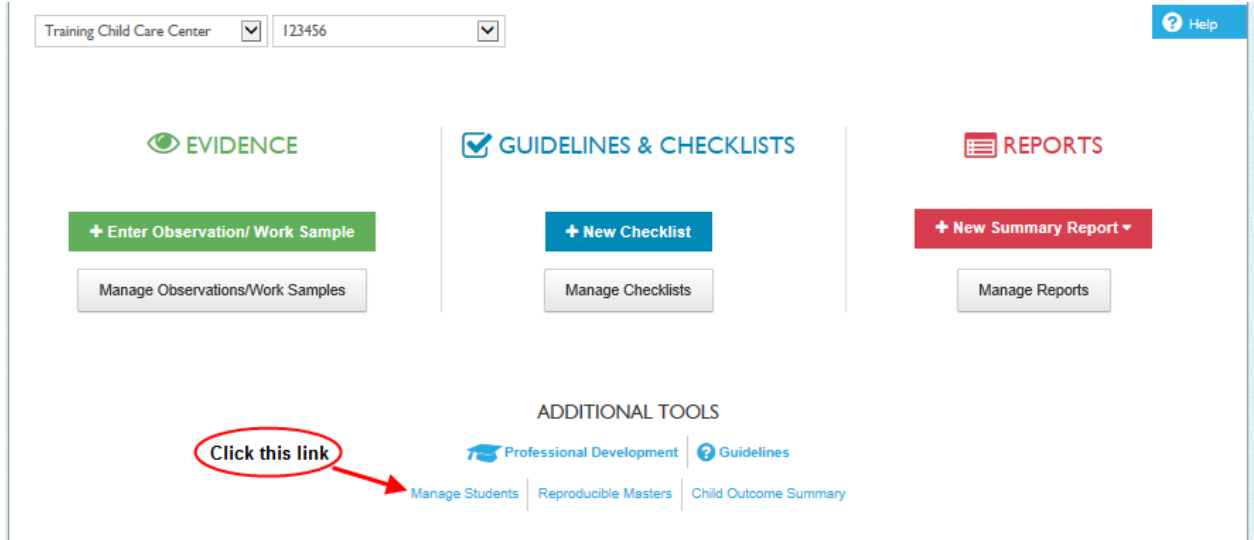 Training Child Care Center 123456
Help
EVIDENCE
GUIDELINES & CHECKLISTS
REPORTS
+ Enter Observation/ Work Sample
+ New Checklist
+ New Summary Report
Manage Observations/Work Samples
Manage Checklists
Manage Reports
ADDITIONAL TOOLS
Click this link
Professional Development
Guidelines
Manage Students
Reproducible Masters
Child Outcome Summary